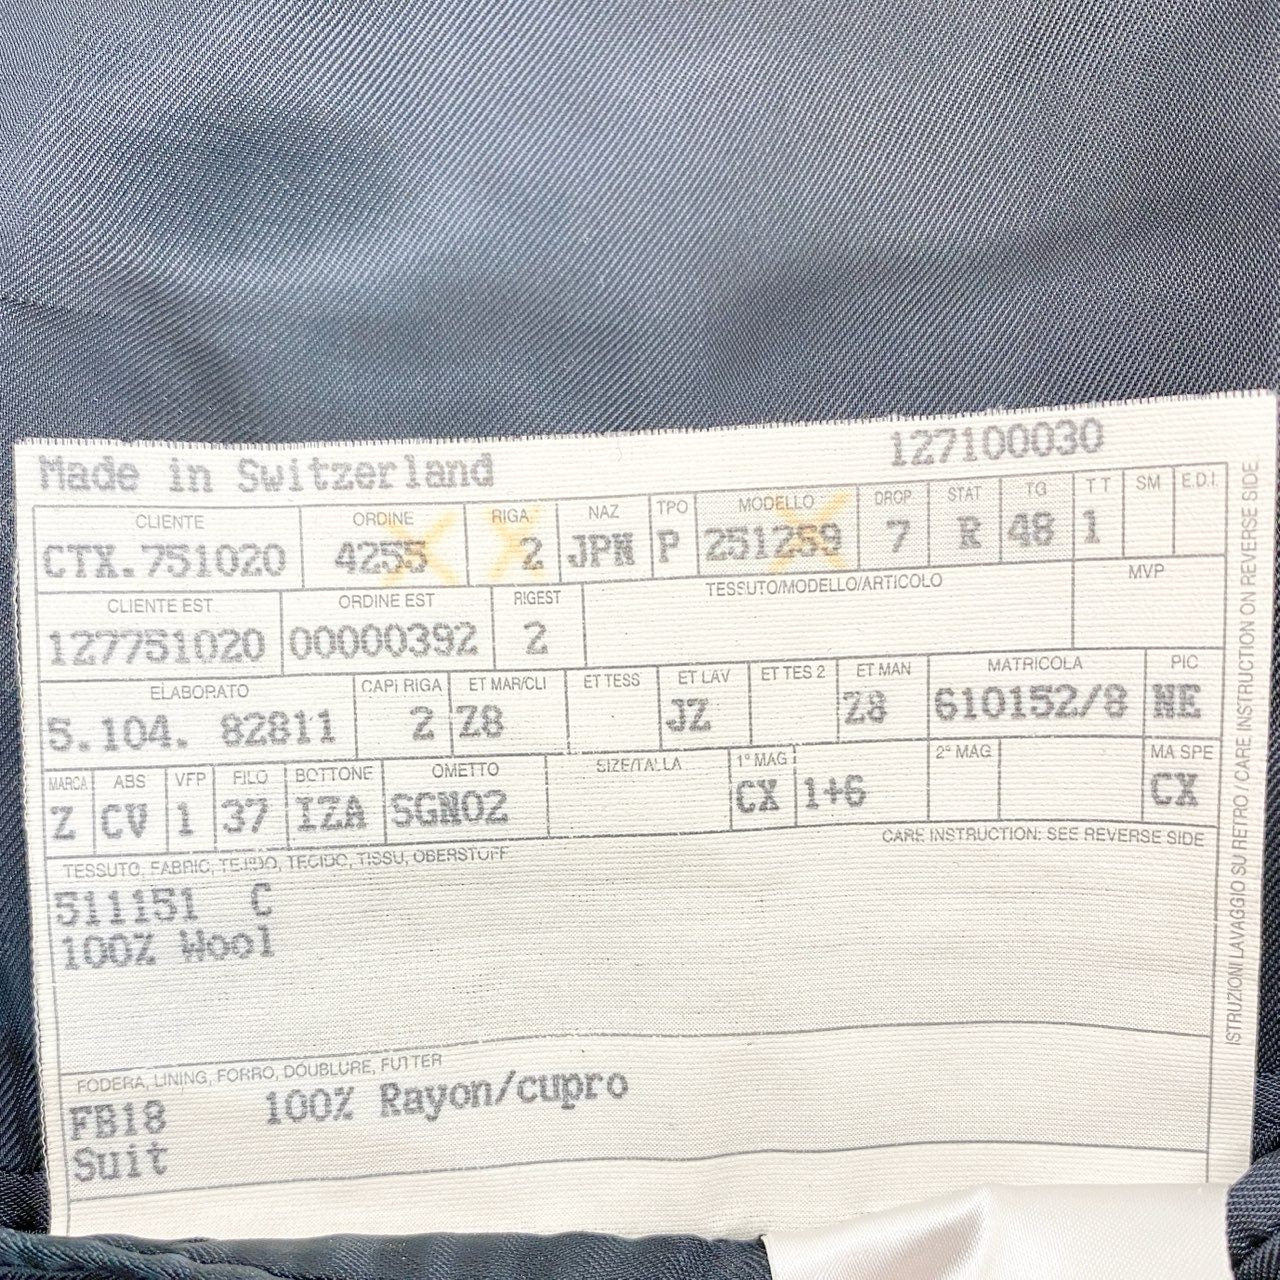 Made in Switzerland 127100030
CLIENTE ORDINE RIGA NAZ TPO MODELLO DROP STAT TG TT SM E.D.I.
CTX.751020 4255 2 JPN P 251259 7 R 48 1
CLIENTE EST ORDINE EST RIGEST TESSUTO/MODELLO/ARTICOLO MVP
127751020 00000392 2
ELABORATO CAPI RIGA ET MAR/CLI ET TESS ET LAV ET TES 2 ET MAN MATRICOLA PIC
5.104. 82811 2 Z8 JZ Z8 610152/8 NE
MARCA ABS VFP FILO BOTTONE OMETTO SIZE/TALLA 1º MAG 2º MAG MA SPE
Z CV 1 37 IZA SGN02 CX 1+6 CX
CARE INSTRUCTION: SEE REVERSE SIDE
TESSUTO, FABRIC, TEJIDO, TECIDO, TISSU, OBERSTOFF
511151 C
100% Wool
FODERA, LINING, FORRO, DOUBLURE, FUTTER
FB18 100% Rayon/cupro
Suit
ISTRUZIONI LAVAGGIO SU RETRO / CARE INSTRUCTION ON REVERSE SIDE